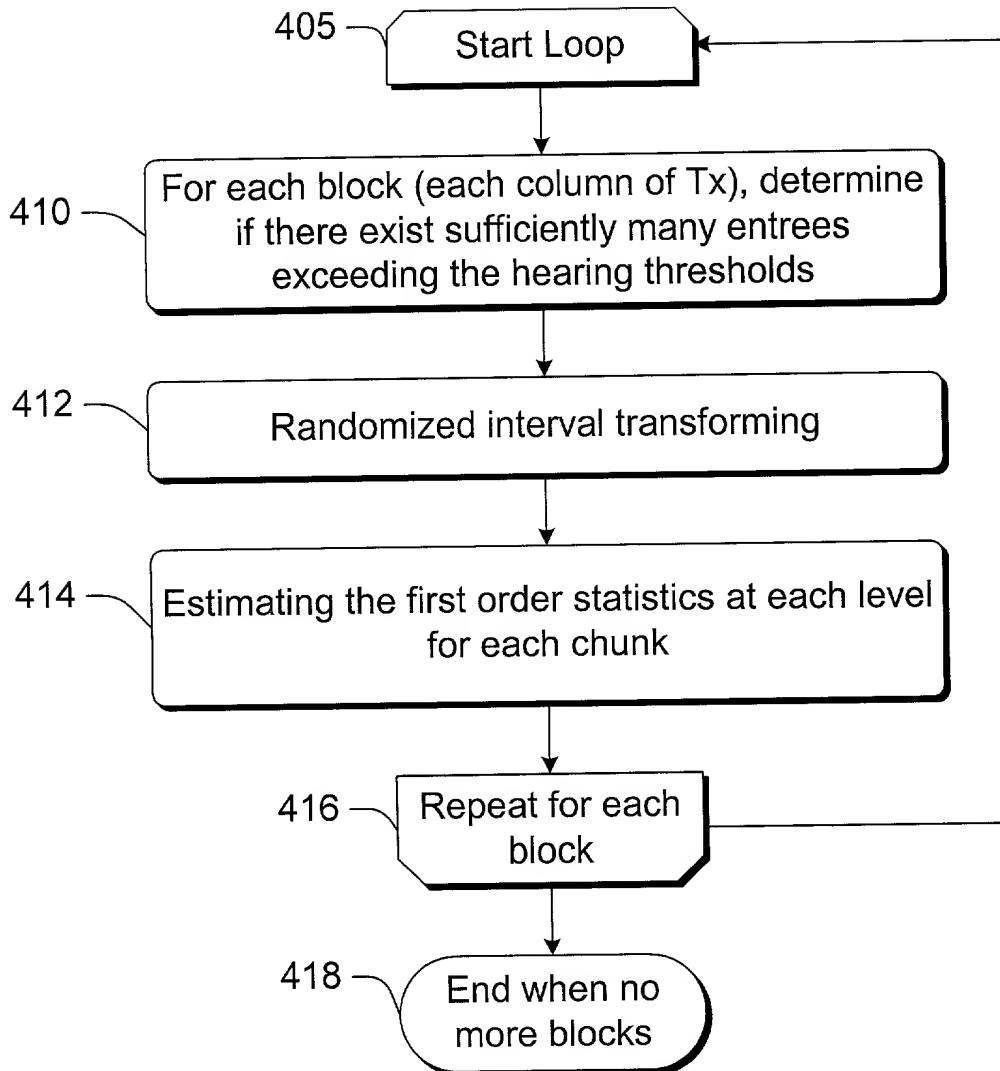 405
Start Loop
410
For each block (each column of Tx), determine
if there exist sufficiently many entrees
exceeding the hearing thresholds
412
Randomized interval transforming
414
Estimating the first order statistics at each level
for each chunk
416
Repeat for each
block
418
End when no
more blocks